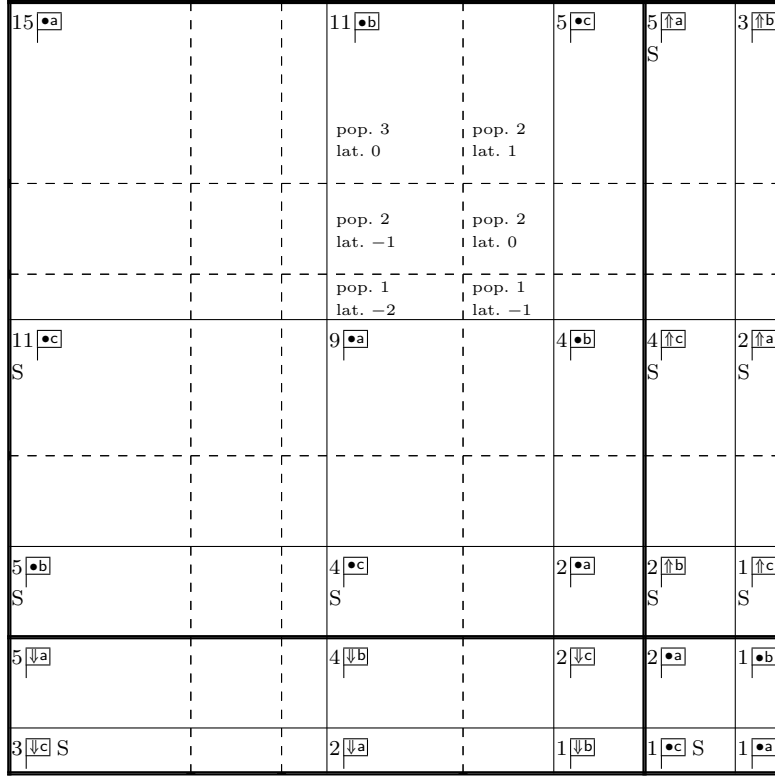 15 •a 11 •b 5 •c 5 ⇑a 3 ⇑b
S
pop. 3 pop. 2
lat. 0 lat. 1
pop. 2 pop. 2
lat. −1 lat. 0
pop. 1 pop. 1
lat. −2 lat. −1
11 •c 9 •a 4 •b 4 ⇑c 2 ⇑a
S S S
5 •b 4 •c 2 •a 2 ⇑b 1 ⇑c
S S S S
5 ⇓a 4 ⇓b 2 ⇓c 2 •a 1 •b
3 ⇓c S 2 ⇓a 1 ⇓b 1 •c S 1 •a